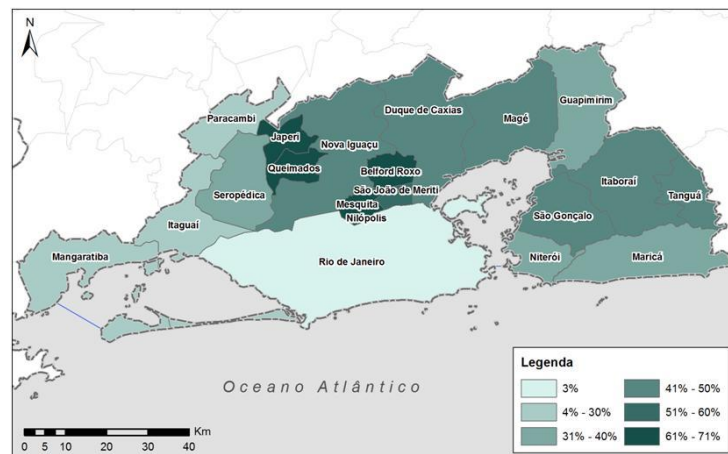 N
Guapimirim
Paracambi
Duque de Caxias
Magé
Japeri
Nova Iguaçu
Queimados
Belford Roxo
Itaboraí
Seropédica
São João de Meriti
Tanguá
Mesquita
São Gonçalo
Nilópolis
Itaguaí
Mangaratiba
Rio de Janeiro
Niterói
Maricá
Oceano Atlântico
Legenda
3%
4% - 30%
31% - 40%
41% - 50%
51% - 60%
61% - 71%
Km
0 5 10 20 30 40